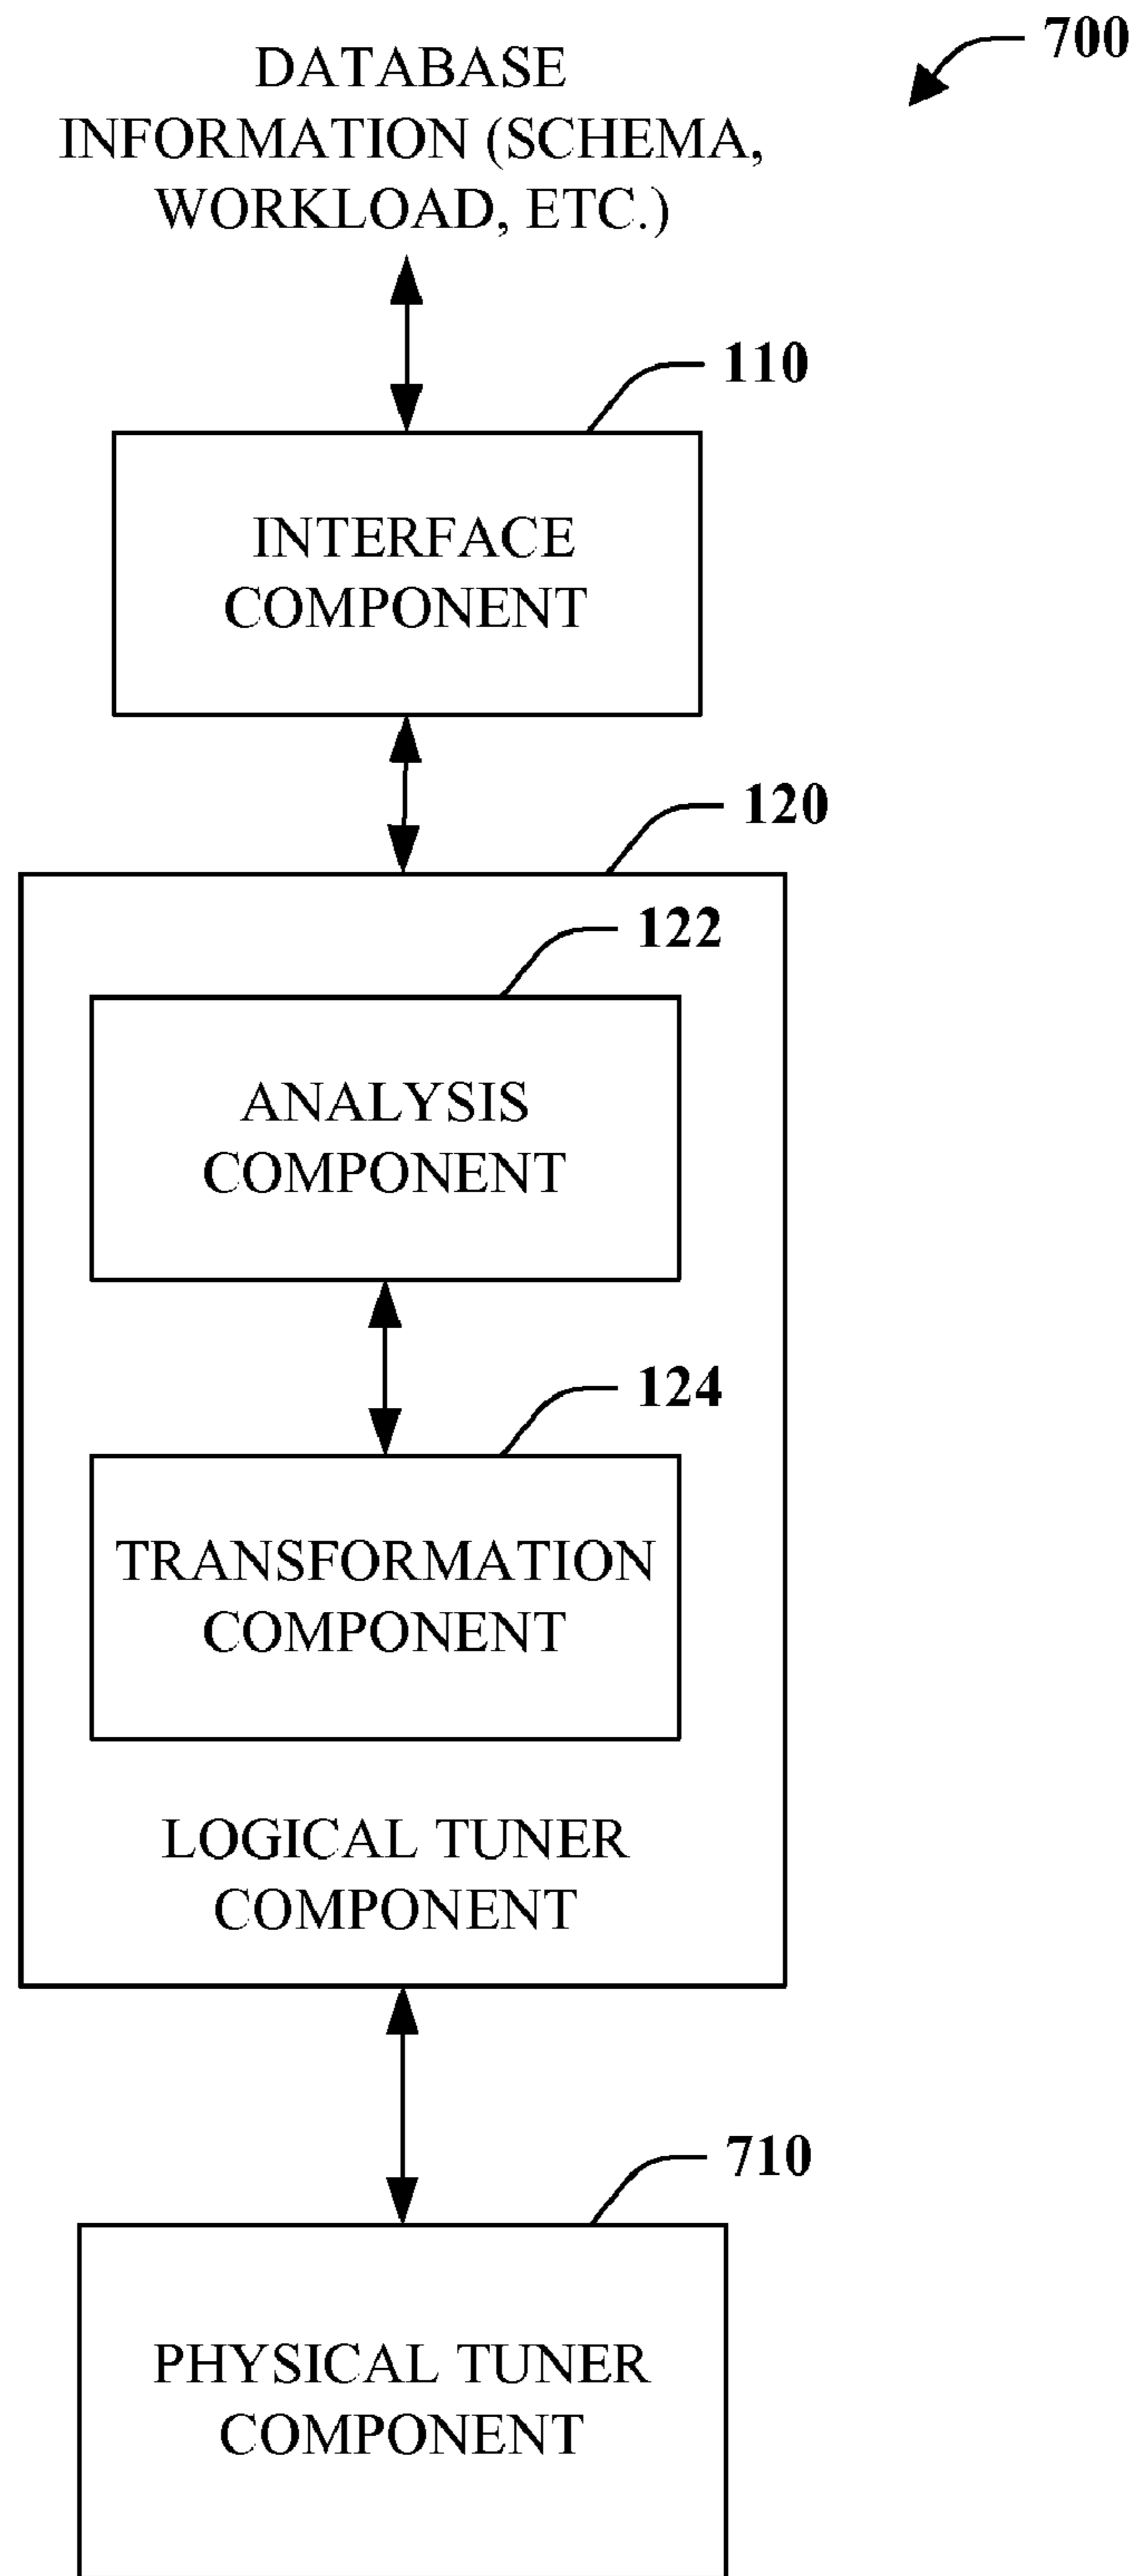 700
DATABASE
INFORMATION (SCHEMA,
WORKLOAD, ETC.)
110
INTERFACE
COMPONENT
120
122
ANALYSIS
COMPONENT
124
TRANSFORMATION
COMPONENT
LOGICAL TUNER
COMPONENT
710
PHYSICAL TUNER
COMPONENT